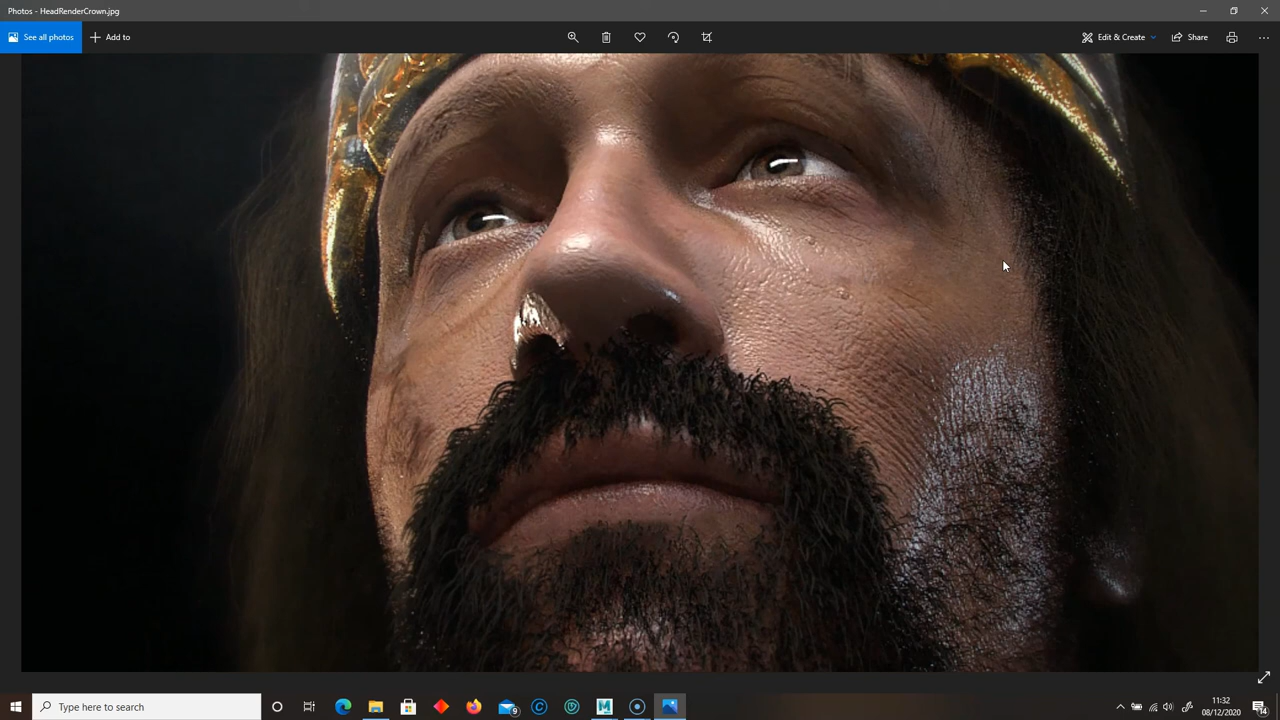 Photos - HeadRenderCrown.jpg
See all photos
Add to
Edit & Create
Share
Type here to search
9
11:32
08/12/2020
14